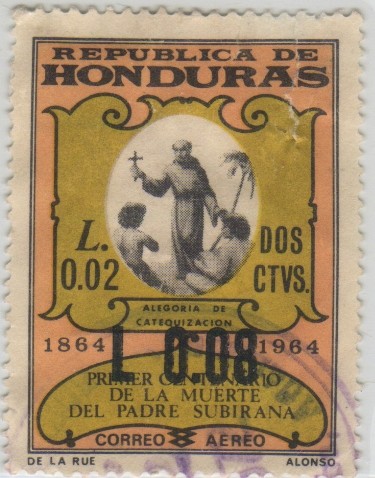 REPUBLICA DE
HONDURAS
L. DOS
0.02 CTVS.
ALEGORIA DE
CATEQUIZACION
L 0.08
1864 1964
PRIMER CENTENARIO
DE LA MUERTE
DEL PADRE SUBIRANA
CORREO AEREO
DE LA RUE ALONSO